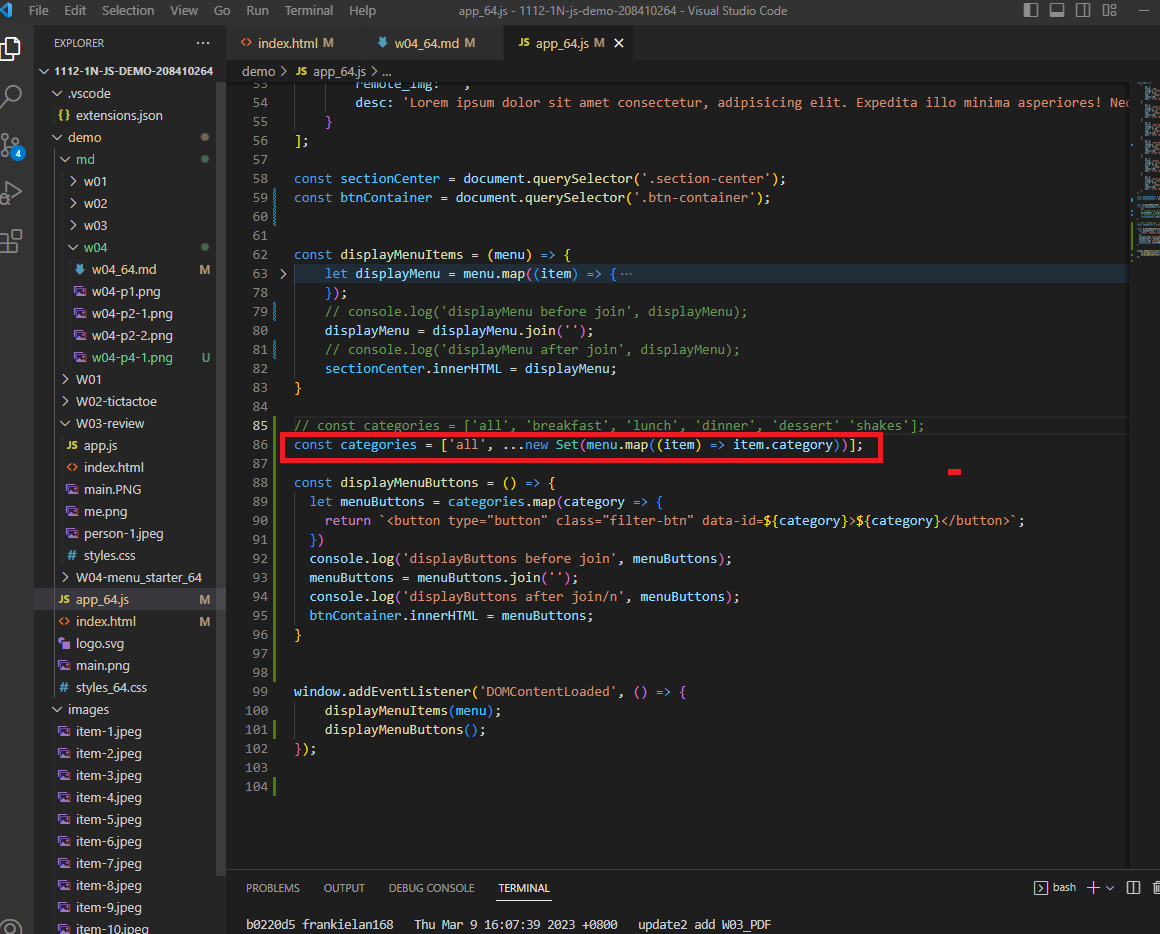 File Edit Selection View Go Run Terminal Help app_64.js - 1112-1N-js-demo-208410264 - Visual Studio Code
EXPLORER ···
1112-1N-JS-DEMO-208410264
.vscode
{} extensions.json
demo
md
w01
w02
w03
w04
w04_64.md M
w04-p1.png
w04-p2-1.png
w04-p2-2.png
w04-p4-1.png U
W01
W02-tictactoe
W03-review
JS app.js
<> index.html
main.PNG
me.png
person-1.jpeg
# styles.css
W04-menu_starter_64
JS app_64.js M
<> index.html M
logo.svg
main.png
# styles_64.css
images
item-1.jpeg
item-2.jpeg
item-3.jpeg
item-4.jpeg
item-5.jpeg
item-6.jpeg
item-7.jpeg
item-8.jpeg
item-9.jpeg
item-10.jpeg
4
<> index.html M w04_64.md M JS app_64.js M ×
demo > JS app_64.js > ...
53 remote_img: '',
54 desc: 'Lorem ipsum dolor sit amet consectetur, adipisicing elit. Expedita illo minima asperiores! Nec
55 }
56 ];
57
58 const sectionCenter = document.querySelector('.section-center');
59 const btnContainer = document.querySelector('.btn-container');
60
61
62 const displayMenuItems = (menu) => {
63 let displayMenu = menu.map((item) => { ···
78 });
79 // console.log('displayMenu before join', displayMenu);
80 displayMenu = displayMenu.join('');
81 // console.log('displayMenu after join', displayMenu);
82 sectionCenter.innerHTML = displayMenu;
83 }
84
85 // const categories = ['all', 'breakfast', 'lunch', 'dinner', 'dessert' 'shakes'];
86 const categories = ['all', ...new Set(menu.map((item) => item.category))];
87
88 const displayMenuButtons = () => {
89 let menuButtons = categories.map(category => {
90 return `<button type="button" class="filter-btn" data-id=${category}>${category}</button>`;
91 })
92 console.log('displayButtons before join', menuButtons);
93 menuButtons = menuButtons.join('');
94 console.log('displayButtons after join/n', menuButtons);
95 btnContainer.innerHTML = menuButtons;
96 }
97
98
99 window.addEventListener('DOMContentLoaded', () => {
100 displayMenuItems(menu);
101 displayMenuButtons();
102 });
103
104
PROBLEMS OUTPUT DEBUG CONSOLE TERMINAL bash
b0220d5 frankielan168 Thu Mar 9 16:07:39 2023 +0800 update2 add W03_PDF